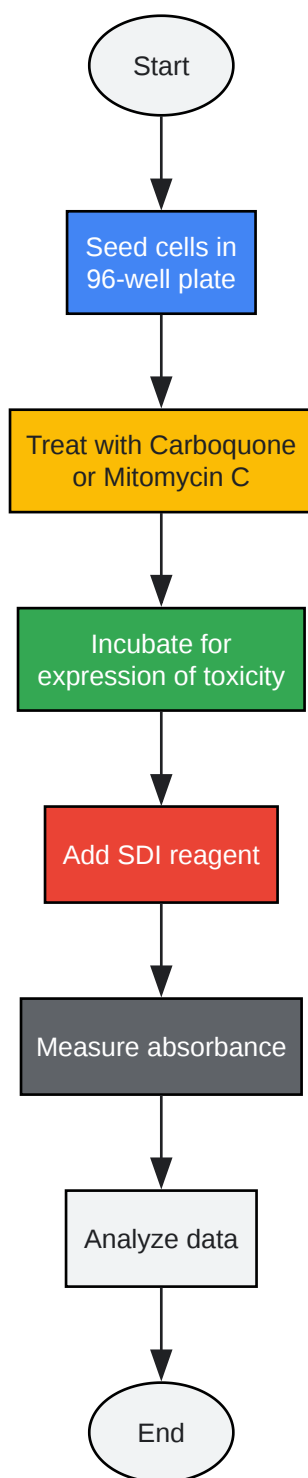 Start
Seed cells in
96-well plate
Treat with Carboquone
or Mitomycin C
Incubate for
expression of toxicity
Add SDI reagent
Measure absorbance
Analyze data
End